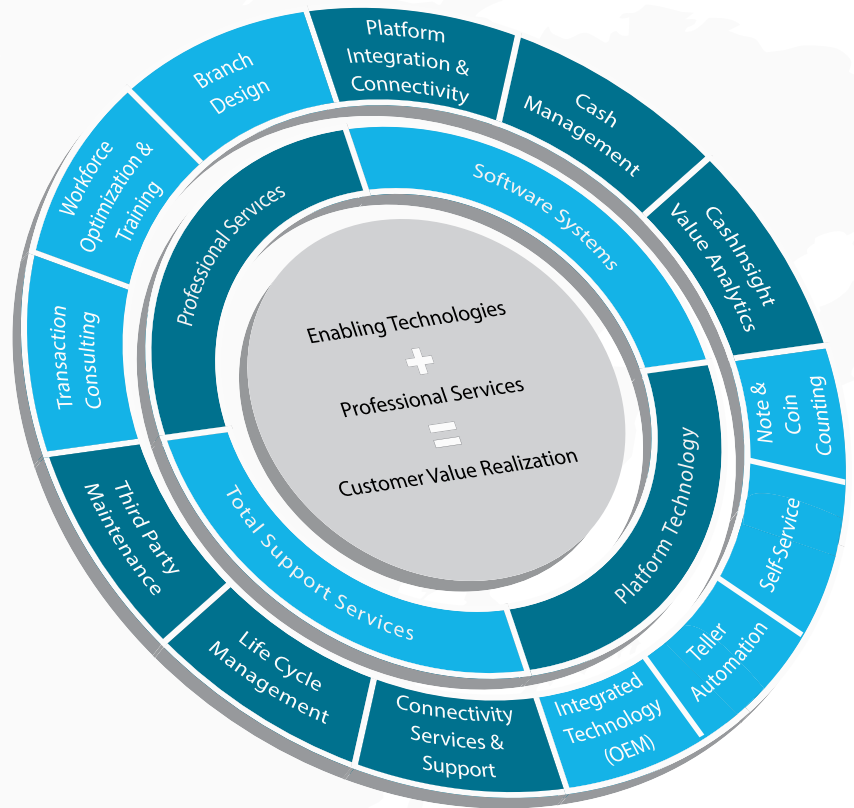 Platform
Integration &
Connectivity
Cash
Management
CashInsight
Value Analytics
Note &
Coin
Counting
Self-Service
Teller
Automation
Integrated
Technology
(OEM)
Connectivity
Services &
Support
Life Cycle
Management
Third Party
Maintenance
Transaction
Consulting
Workforce
Optimization &
Training
Branch
Design
Software Systems
Platform Technology
Total Support Services
Professional Services
Enabling Technologies
+
Professional Services
=
Customer Value Realization